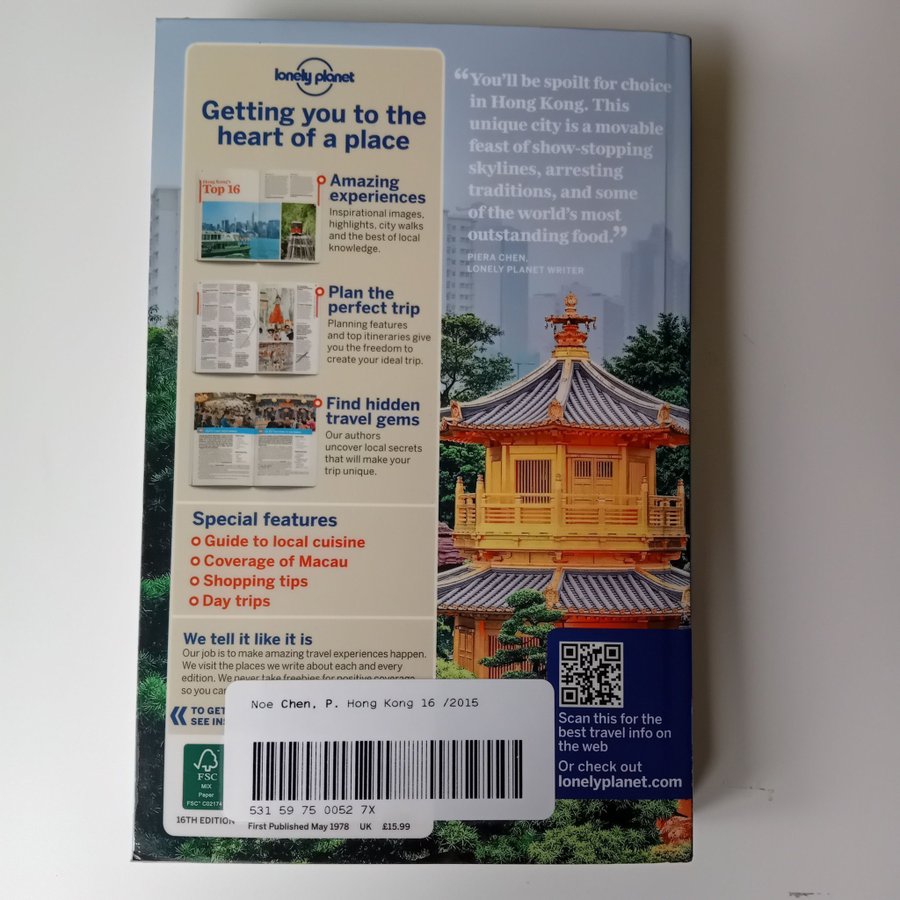 lonely planet
Getting you to the
heart of a place
Hong Kong's
Top 16
Amazing
experiences
Inspirational images,
highlights, city walks
and the best of local
knowledge.
Plan the
perfect trip
Planning features
and top itineraries give
you the freedom to
create your ideal trip.
Find hidden
travel gems
Our authors
uncover local secrets
that will make your
trip unique.
Special features
Guide to local cuisine
Coverage of Macau
Shopping tips
Day trips
We tell it like it is
Our job is to make amazing travel experiences happen.
We visit the places we write about each and every
edition. We never take freebies for positive coverage
so you
TO
SEE
FSC
MIX
Paper
16TH EDITION
First Published May 1978 UK £15.99
Noe Chen, P. Hong Kong 16 /2015
531 59 75 0052 7X
“You'll be spoilt for choice
in Hong Kong. This
unique city is a movable
feast of show-stopping
skylines, arresting
traditions, and some
of the world's most
outstanding food.”
PIERA CHEN,
LONELY PLANET WRITER
Scan this for the
best travel info on
the web
Or check out
lonelyplanet.com